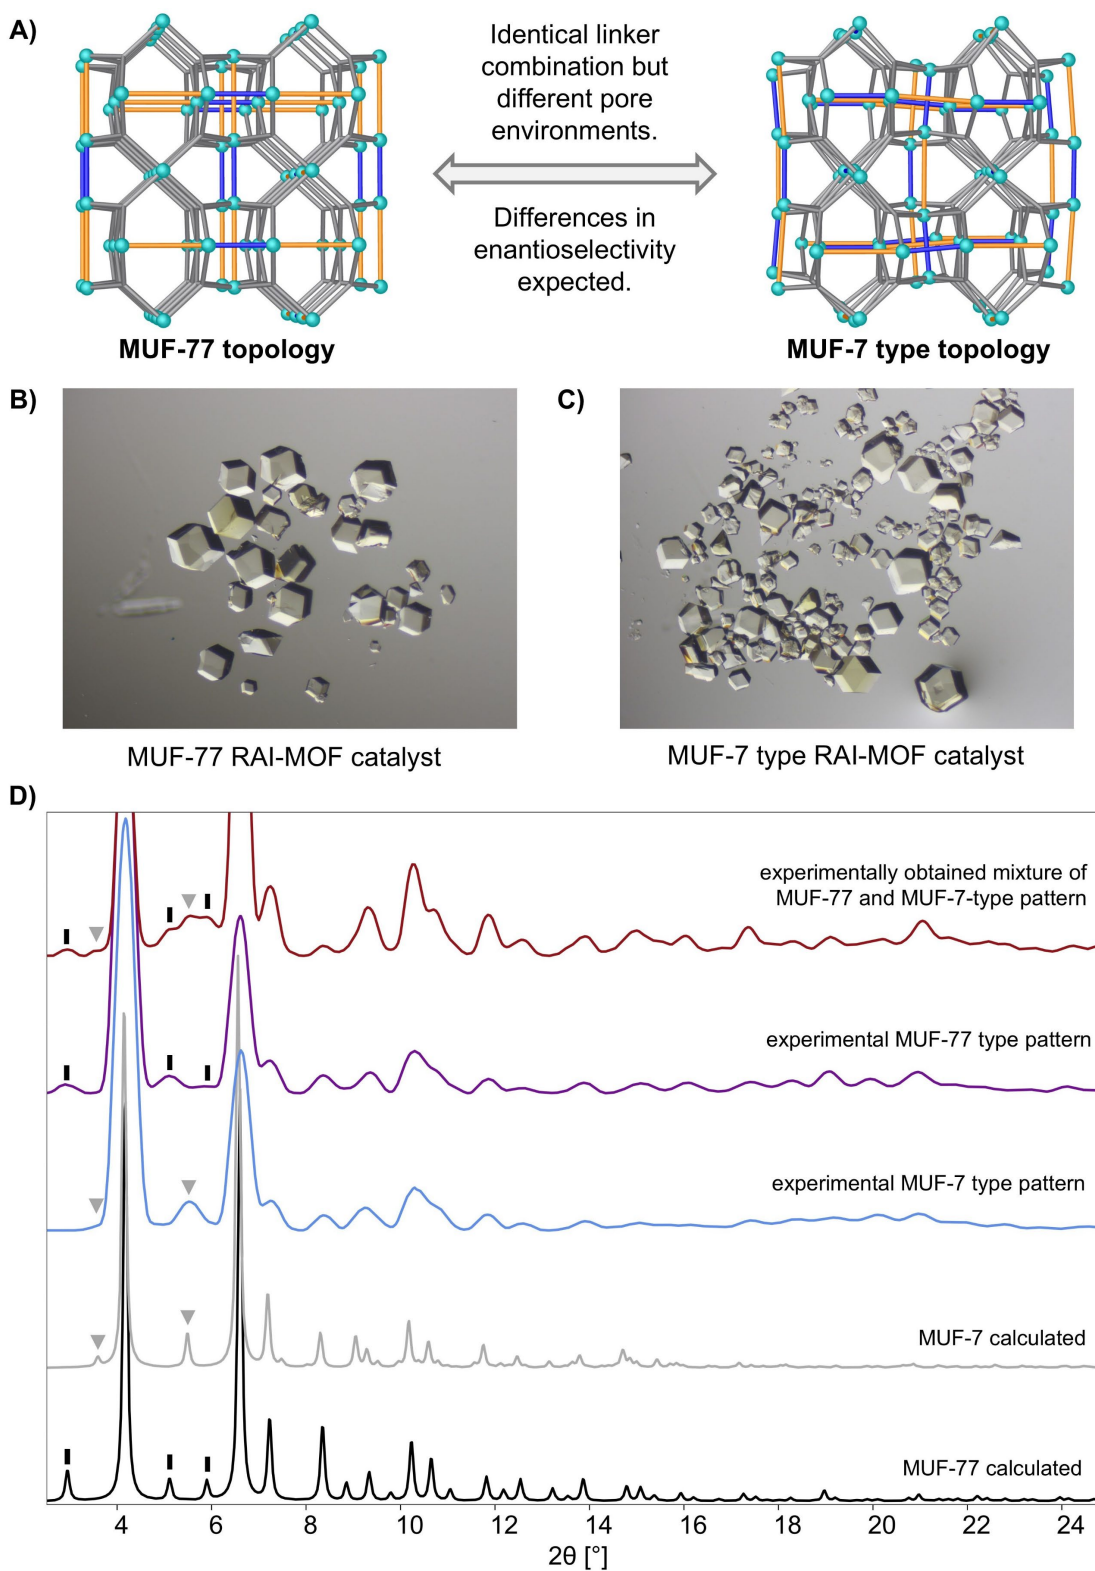 A)
Identical linker
combination but
different pore
environments.
Differences in
enantioselectivity
expected.
MUF-77 topology
MUF-7 type topology
B)
C)
MUF-77 RAI-MOF catalyst
MUF-7 type RAI-MOF catalyst
D)
experimentally obtained mixture of
MUF-77 and MUF-7-type pattern
experimental MUF-77 type pattern
experimental MUF-7 type pattern
MUF-7 calculated
MUF-77 calculated
4 6 8 10 12 14 16 18 20 22 24
2θ [°]